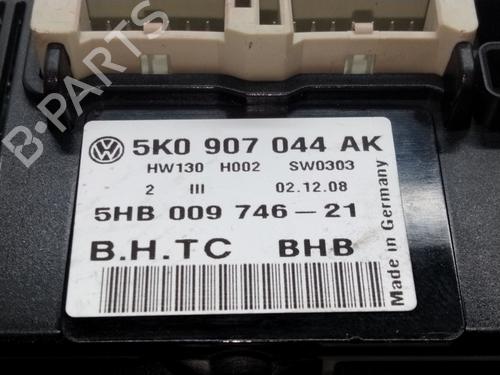 B-PARTS
5K0 907 044 AK
HW130 H002 SW0303
2 III 02.12.08
5HB 009 746-21
B.H.TC BHB
Made in Germany